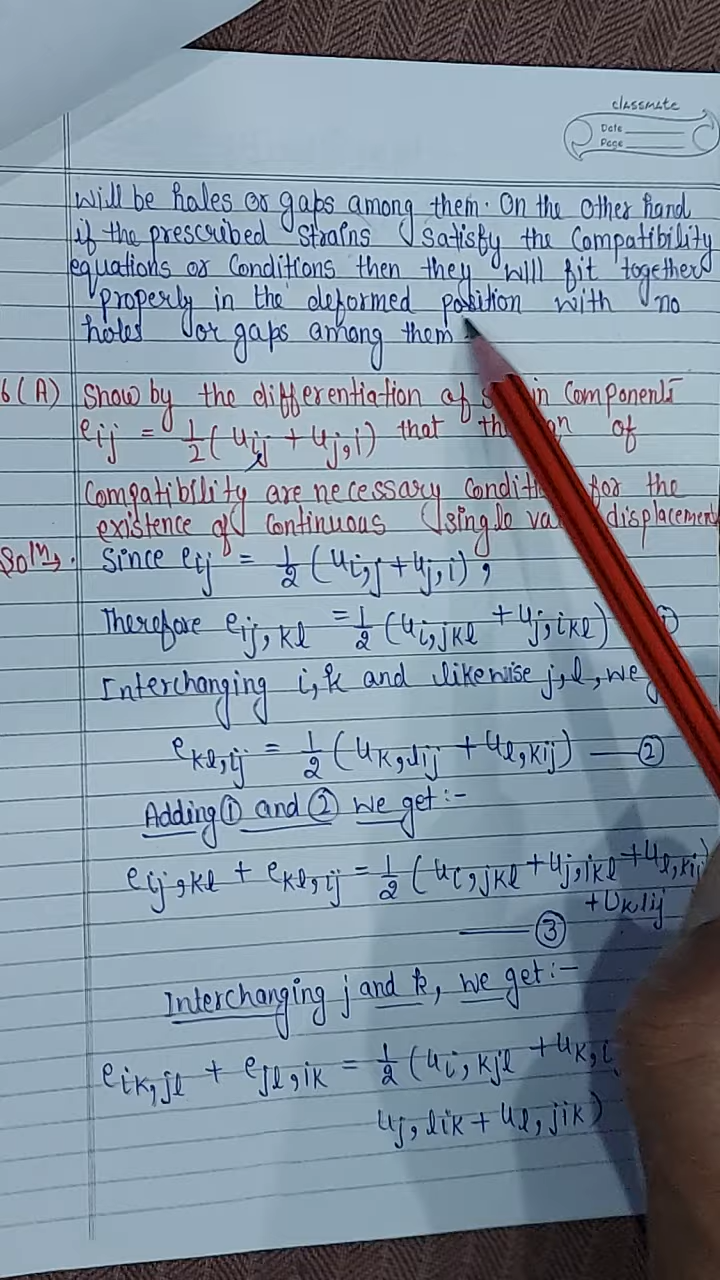 classmate
Date
Page
will be holes or gaps among them. On the other hand
if the prescribed strains satisfy the Compatibility
equations or Conditions then they will fit together
properly in the deformed position with no
holes or gaps among them
6(A) Show by the differentiation of in Components
eij = 1/2 (ui,j + uj,i) that of
Compatibility are necessary for the
existence of Continuous single displacement
Solⁿ→. Since eij = 1/2 (ui,j + uj,i),
Therefore eij,kl = 1/2 (ui,jkl + uj,ikl)
Interchanging i,k and likewise j,l, we
ekl,ij = 1/2 (uk,lij + ul,kij) — ②
Adding ① and ② we get:-
eij,kl + ekl,ij = 1/2 (ui,jkl + uj,ikl + ul,kij
+ uk,lij
— ③
Interchanging j and k, we get:-
eik,jl + ejl,ik = 1/2 (ui,kjl + uk,i
uj,lik + ul,jik)